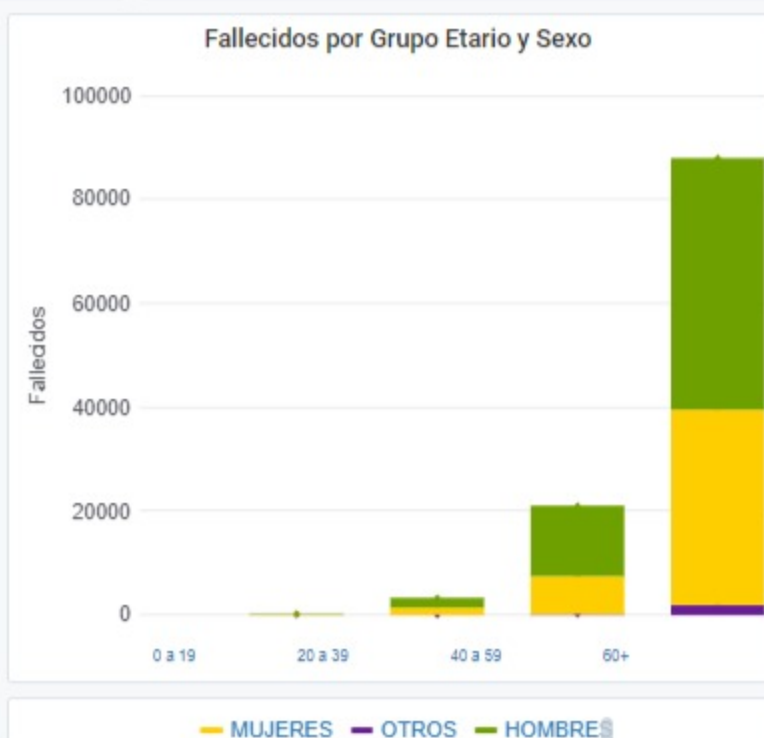 Fallecidos por Grupo Etario y Sexo
100000
80000
60000
40000
20000
0
Fallecidos
0 a 19 20 a 39 40 a 59 60+
MUJERES OTROS HOMBRES